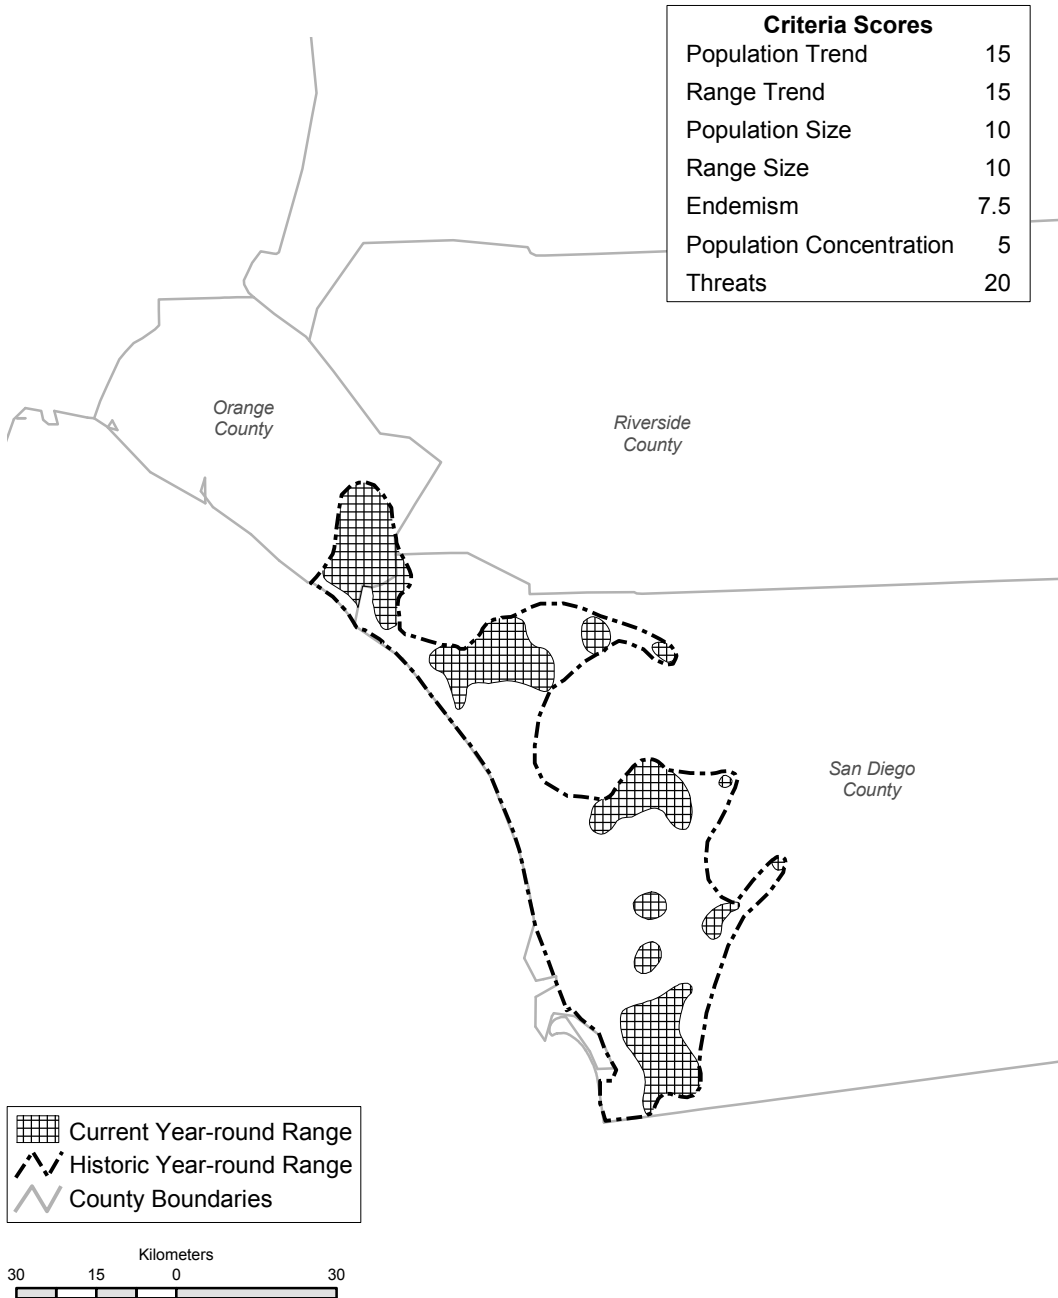 Criteria Scores
Population Trend 15
Range Trend 15
Population Size 10
Range Size 10
Endemism 7.5
Population Concentration 5
Threats 20
Orange
County
Riverside
County
San Diego
County
Current Year-round Range
Historic Year-round Range
County Boundaries
Kilometers
30 15 0 30